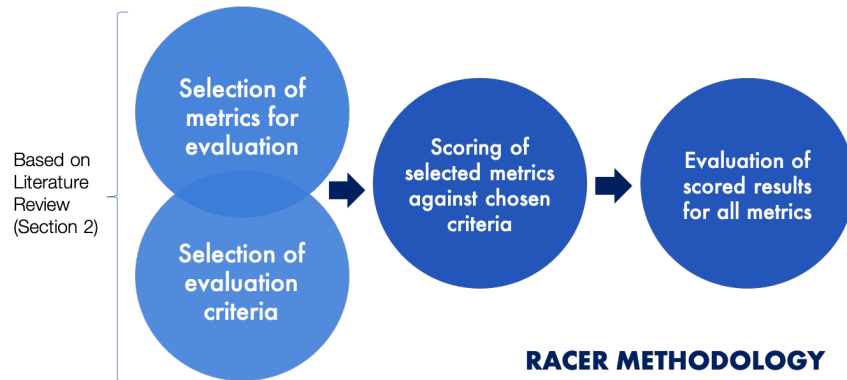 Based on
Literature
Review
(Section 2)
Selection of
metrics for
evaluation
Selection of
evaluation
criteria
Scoring of
selected metrics
against chosen
criteria
Evaluation of
scored results
for all metrics
RACER METHODOLOGY